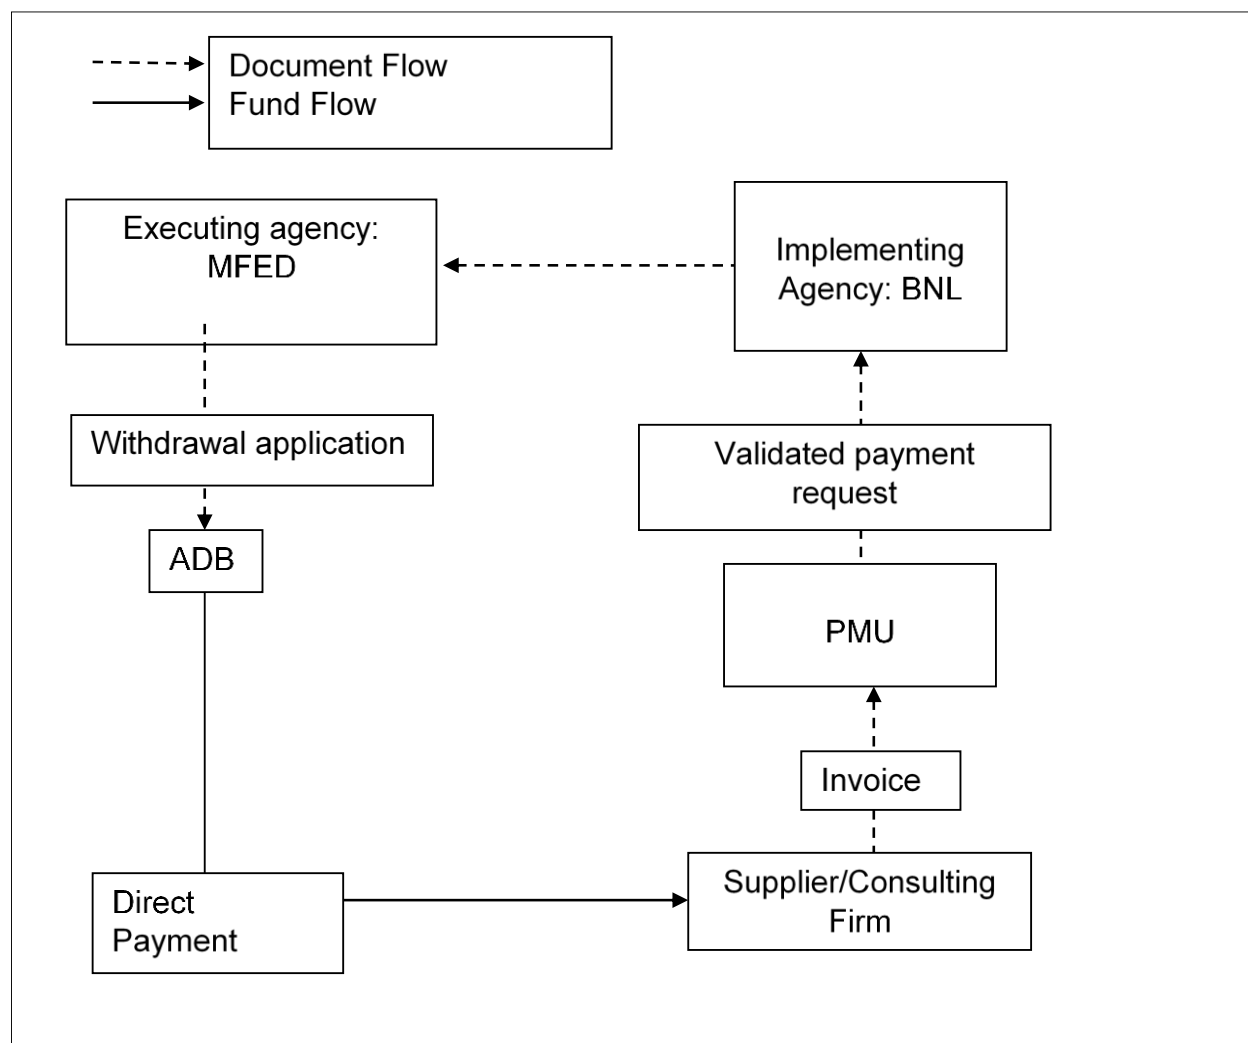 Document Flow
Fund Flow
Executing agency:
MFED
Implementing
Agency: BNL
Withdrawal application
Validated payment
request
ADB
PMU
Invoice
Direct
Payment
Supplier/Consulting
Firm